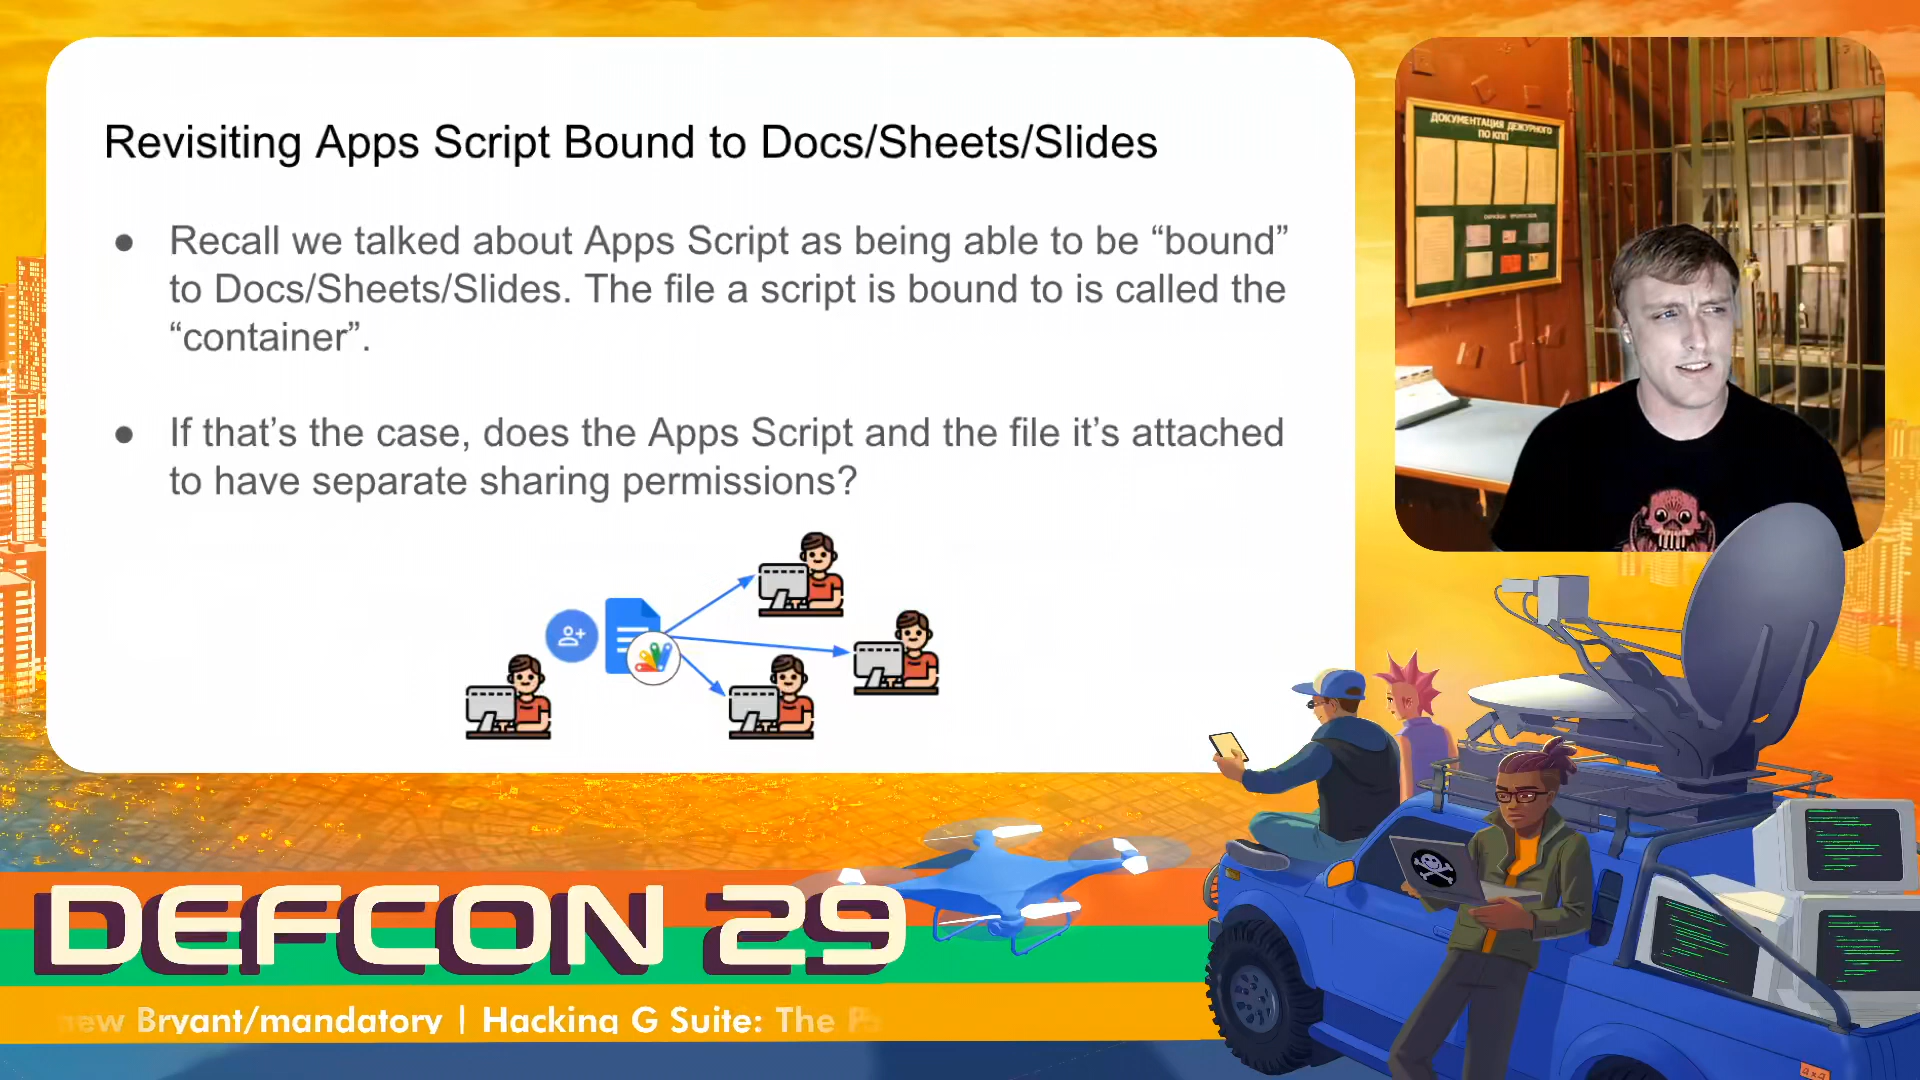 Revisiting Apps Script Bound to Docs/Sheets/Slides
● Recall we talked about Apps Script as being able to be “bound”
to Docs/Sheets/Slides. The file a script is bound to is called the
“container”.
● If that’s the case, does the Apps Script and the file it’s attached
to have separate sharing permissions?
ДОКУМЕНТАЦИЯ ДЕЖУРНОГО
ПО КПП
DEFCON 29
Bryant/mandatory | Hacking G Suite: The
4x4